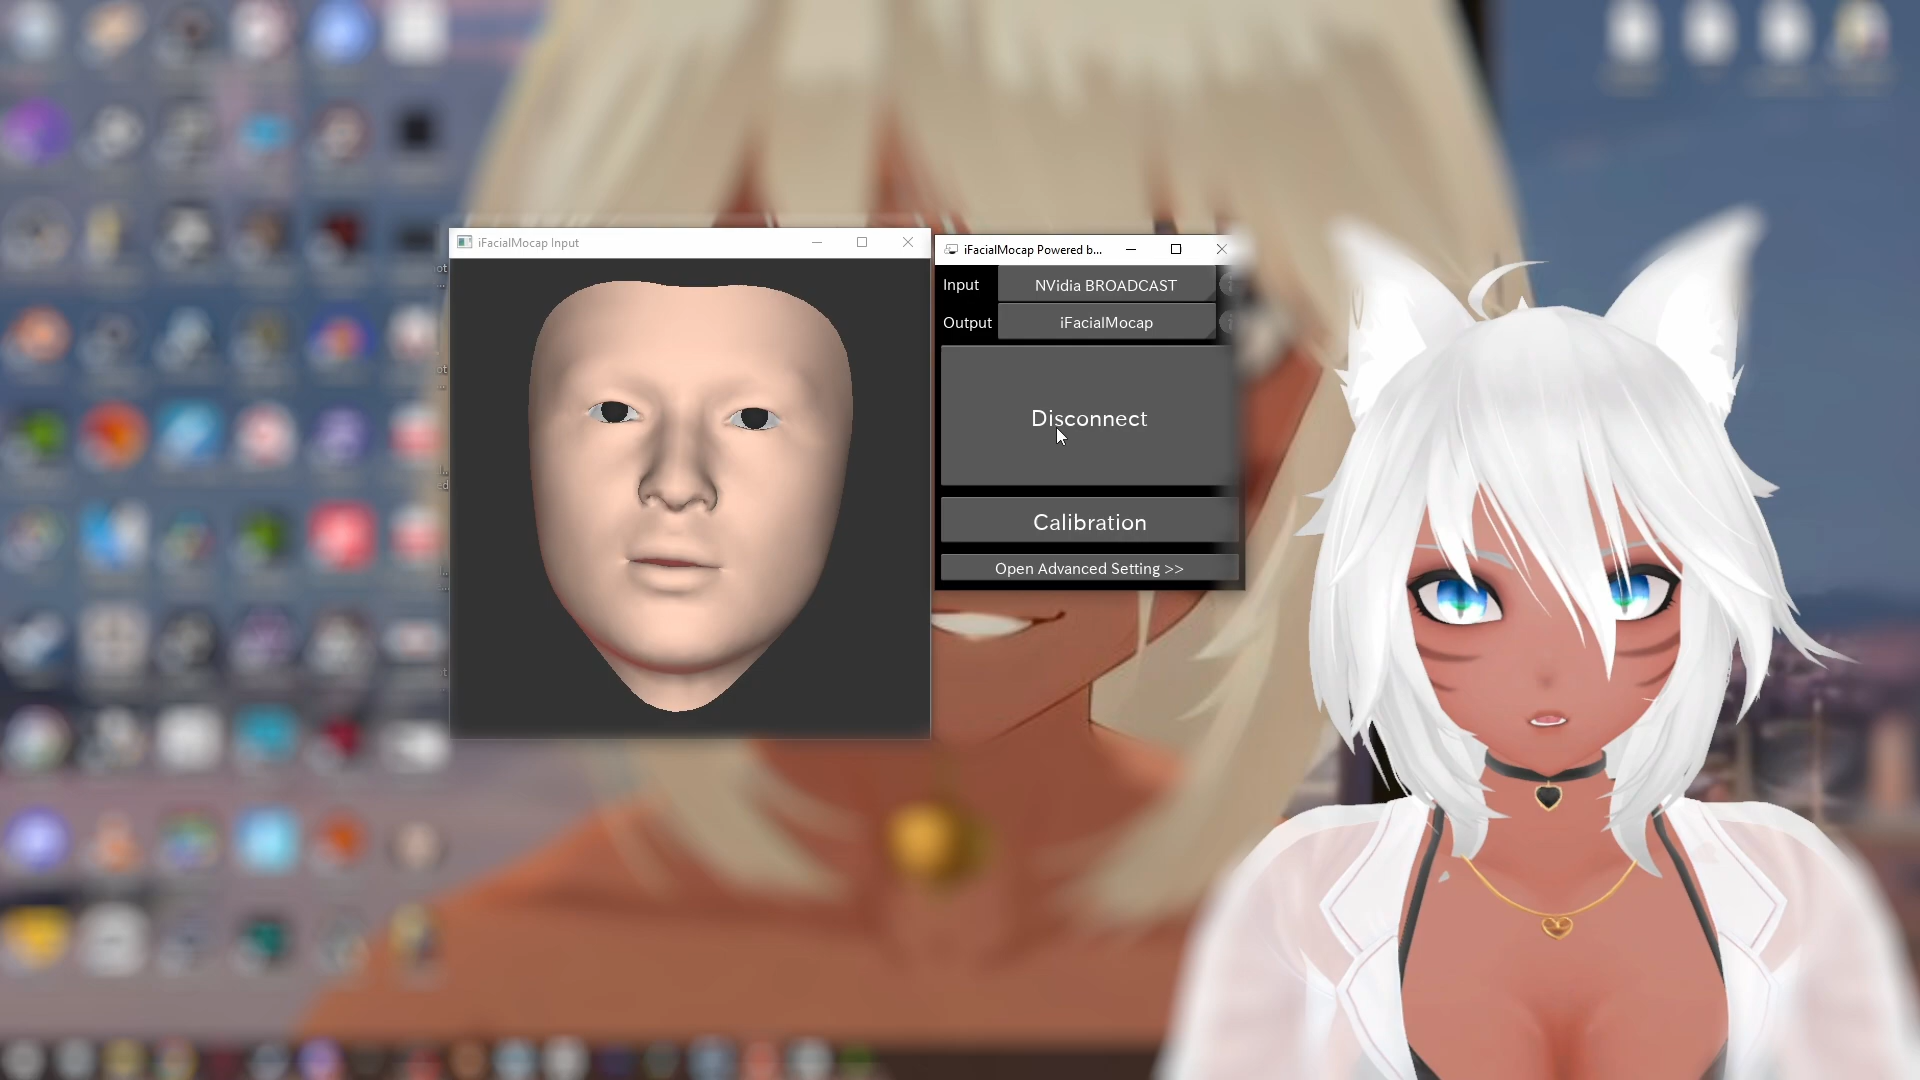 iFacialMocap Input
iFacialMocap Powered b...
Input
NVidia BROADCAST
Output
iFacialMocap
Disconnect
Calibration
Open Advanced Setting >>